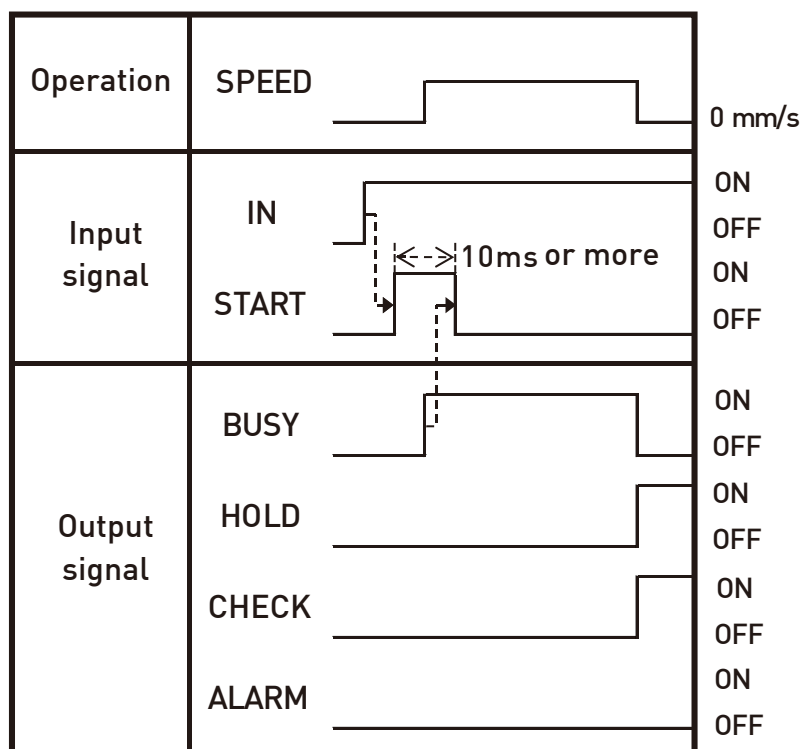 Operation
SPEED
0 mm/s
Input
signal
IN
ON
OFF
10ms or more
START
ON
OFF
Output
signal
BUSY
ON
OFF
HOLD
ON
OFF
CHECK
ON
OFF
ALARM
ON
OFF